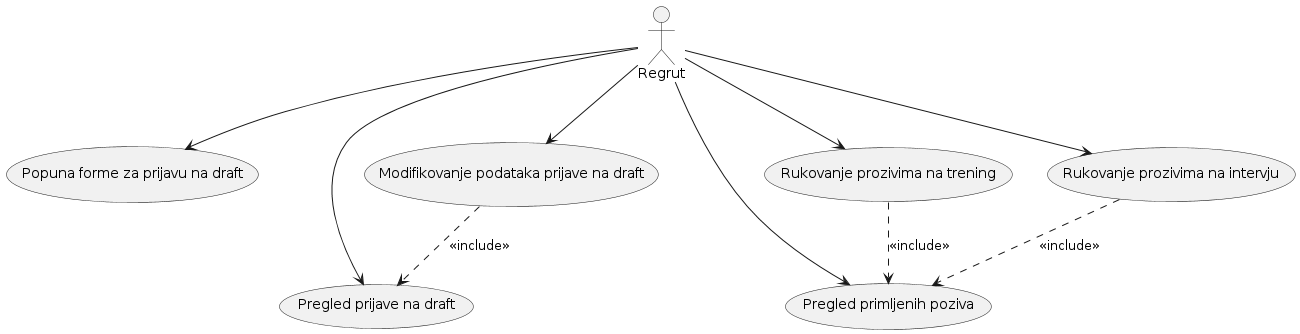 Regrut
Popuna forme za prijavu na draft
Modifikovanje podataka prijave na draft
Rukovanje prozivima na trening
Rukovanje prozivima na intervju
«include»
«include»
«include»
Pregled prijave na draft
Pregled primljenih poziva